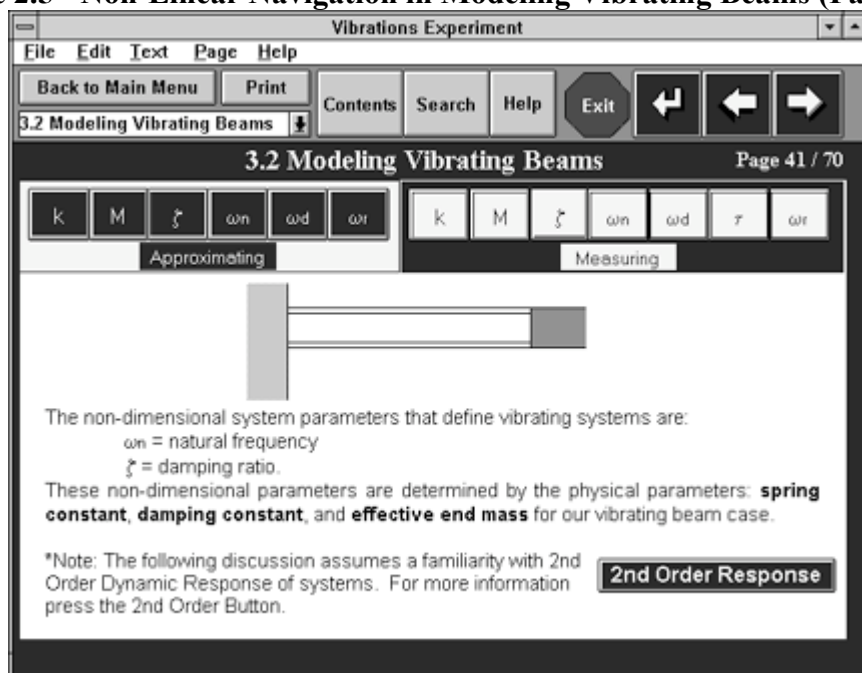 2.3 Non-Linear Navigation in Modeling Vibrating Beams (Pa
Vibrations Experiment
File Edit Text Page Help
Back to Main Menu Print Contents Search Help Exit
3.2 Modeling Vibrating Beams
3.2 Modeling Vibrating Beams Page 41 / 70
k M ζ ωn ωd ωr k M ζ ωn ωd τ ωr
Approximating Measuring
The non-dimensional system parameters that define vibrating systems are:
ωn = natural frequency
ζ = damping ratio.
These non-dimensional parameters are determined by the physical parameters: spring
constant, damping constant, and effective end mass for our vibrating beam case.
*Note: The following discussion assumes a familiarity with 2nd
Order Dynamic Response of systems. For more information
press the 2nd Order Button.
2nd Order Response